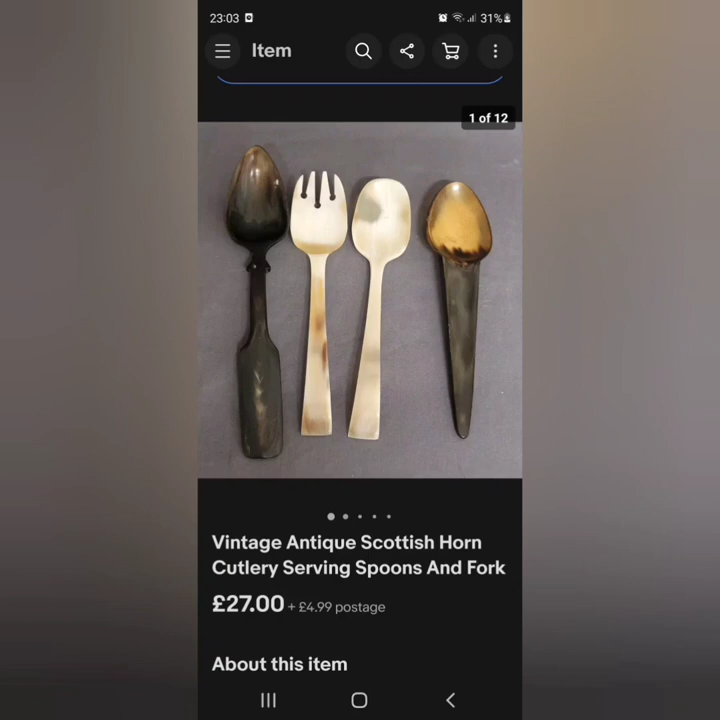 23:03 31%
Item
1 of 12
Vintage Antique Scottish Horn
Cutlery Serving Spoons And Fork
£27.00 + £4.99 postage
About this item